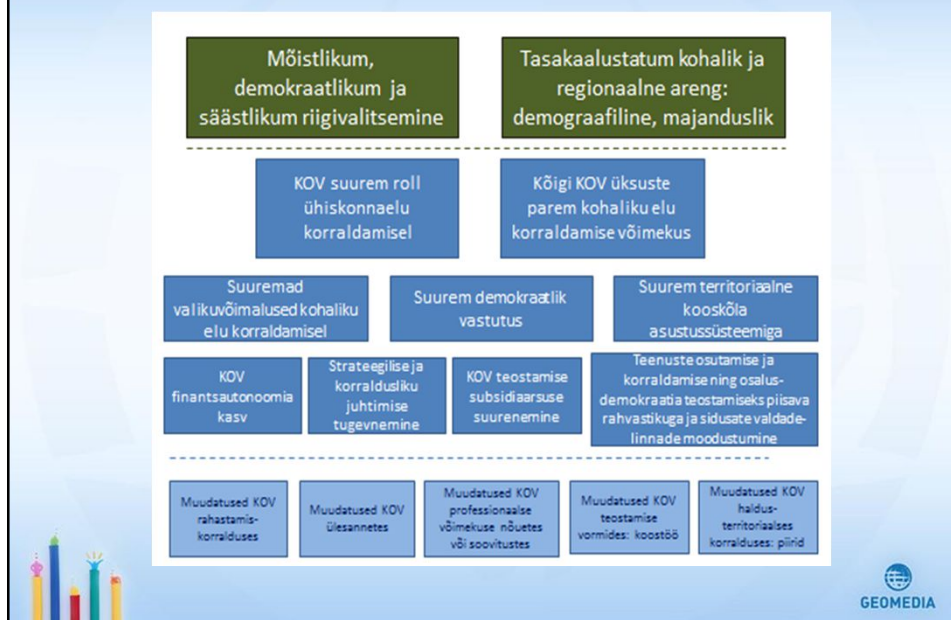 Mõistlikum,
demokraatlikum ja
säästlikum riigivalitsemine
Tasakaalustatum kohalik ja
regionaalne areng:
demograafiline, majanduslik
KOV suurem roll
ühiskonnaelu
korraldamisel
Kõigi KOV üksuste
parem kohaliku elu
korraldamise võimekus
Suuremad
valikuvõimalused kohaliku
elu korraldamisel
Suurem demokraatlik
vastutus
Suurem territoriaalne
kooskõla
asustussüsteemiga
KOV
finantsautonoomia
kasv
Strateegilise ja
korraldusliku
juhtimise
tugevnemine
KOV teostamise
subsidiaarsuse
suurenemine
Teenuste osutamise ja
korraldamise ning osalus-
demokraatia teostamiseks piisava
rahvastikuga ja sidusate valdade-
linnade moodustumine
Muudatused KOV
rahastamis-
korralduses
Muudatused KOV
ülesannetes
Muudatused KOV
professionaalse
võimekuse nõuetes
või soovitustes
Muudatused KOV
teostamise
vormides: koostöö
Muudatused KOV
haldus-
territoriaalses
korralduses: piirid
GEOMEDIA